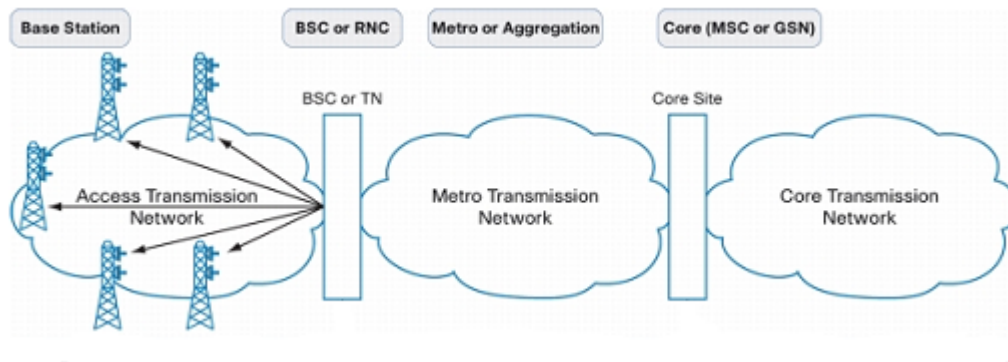 Base Station
BSC or RNC
Metro or Aggregation
Core (MSC or GSN)
BSC or TN
Core Site
Access Transmission
Network
Metro Transmission
Network
Core Transmission
Network